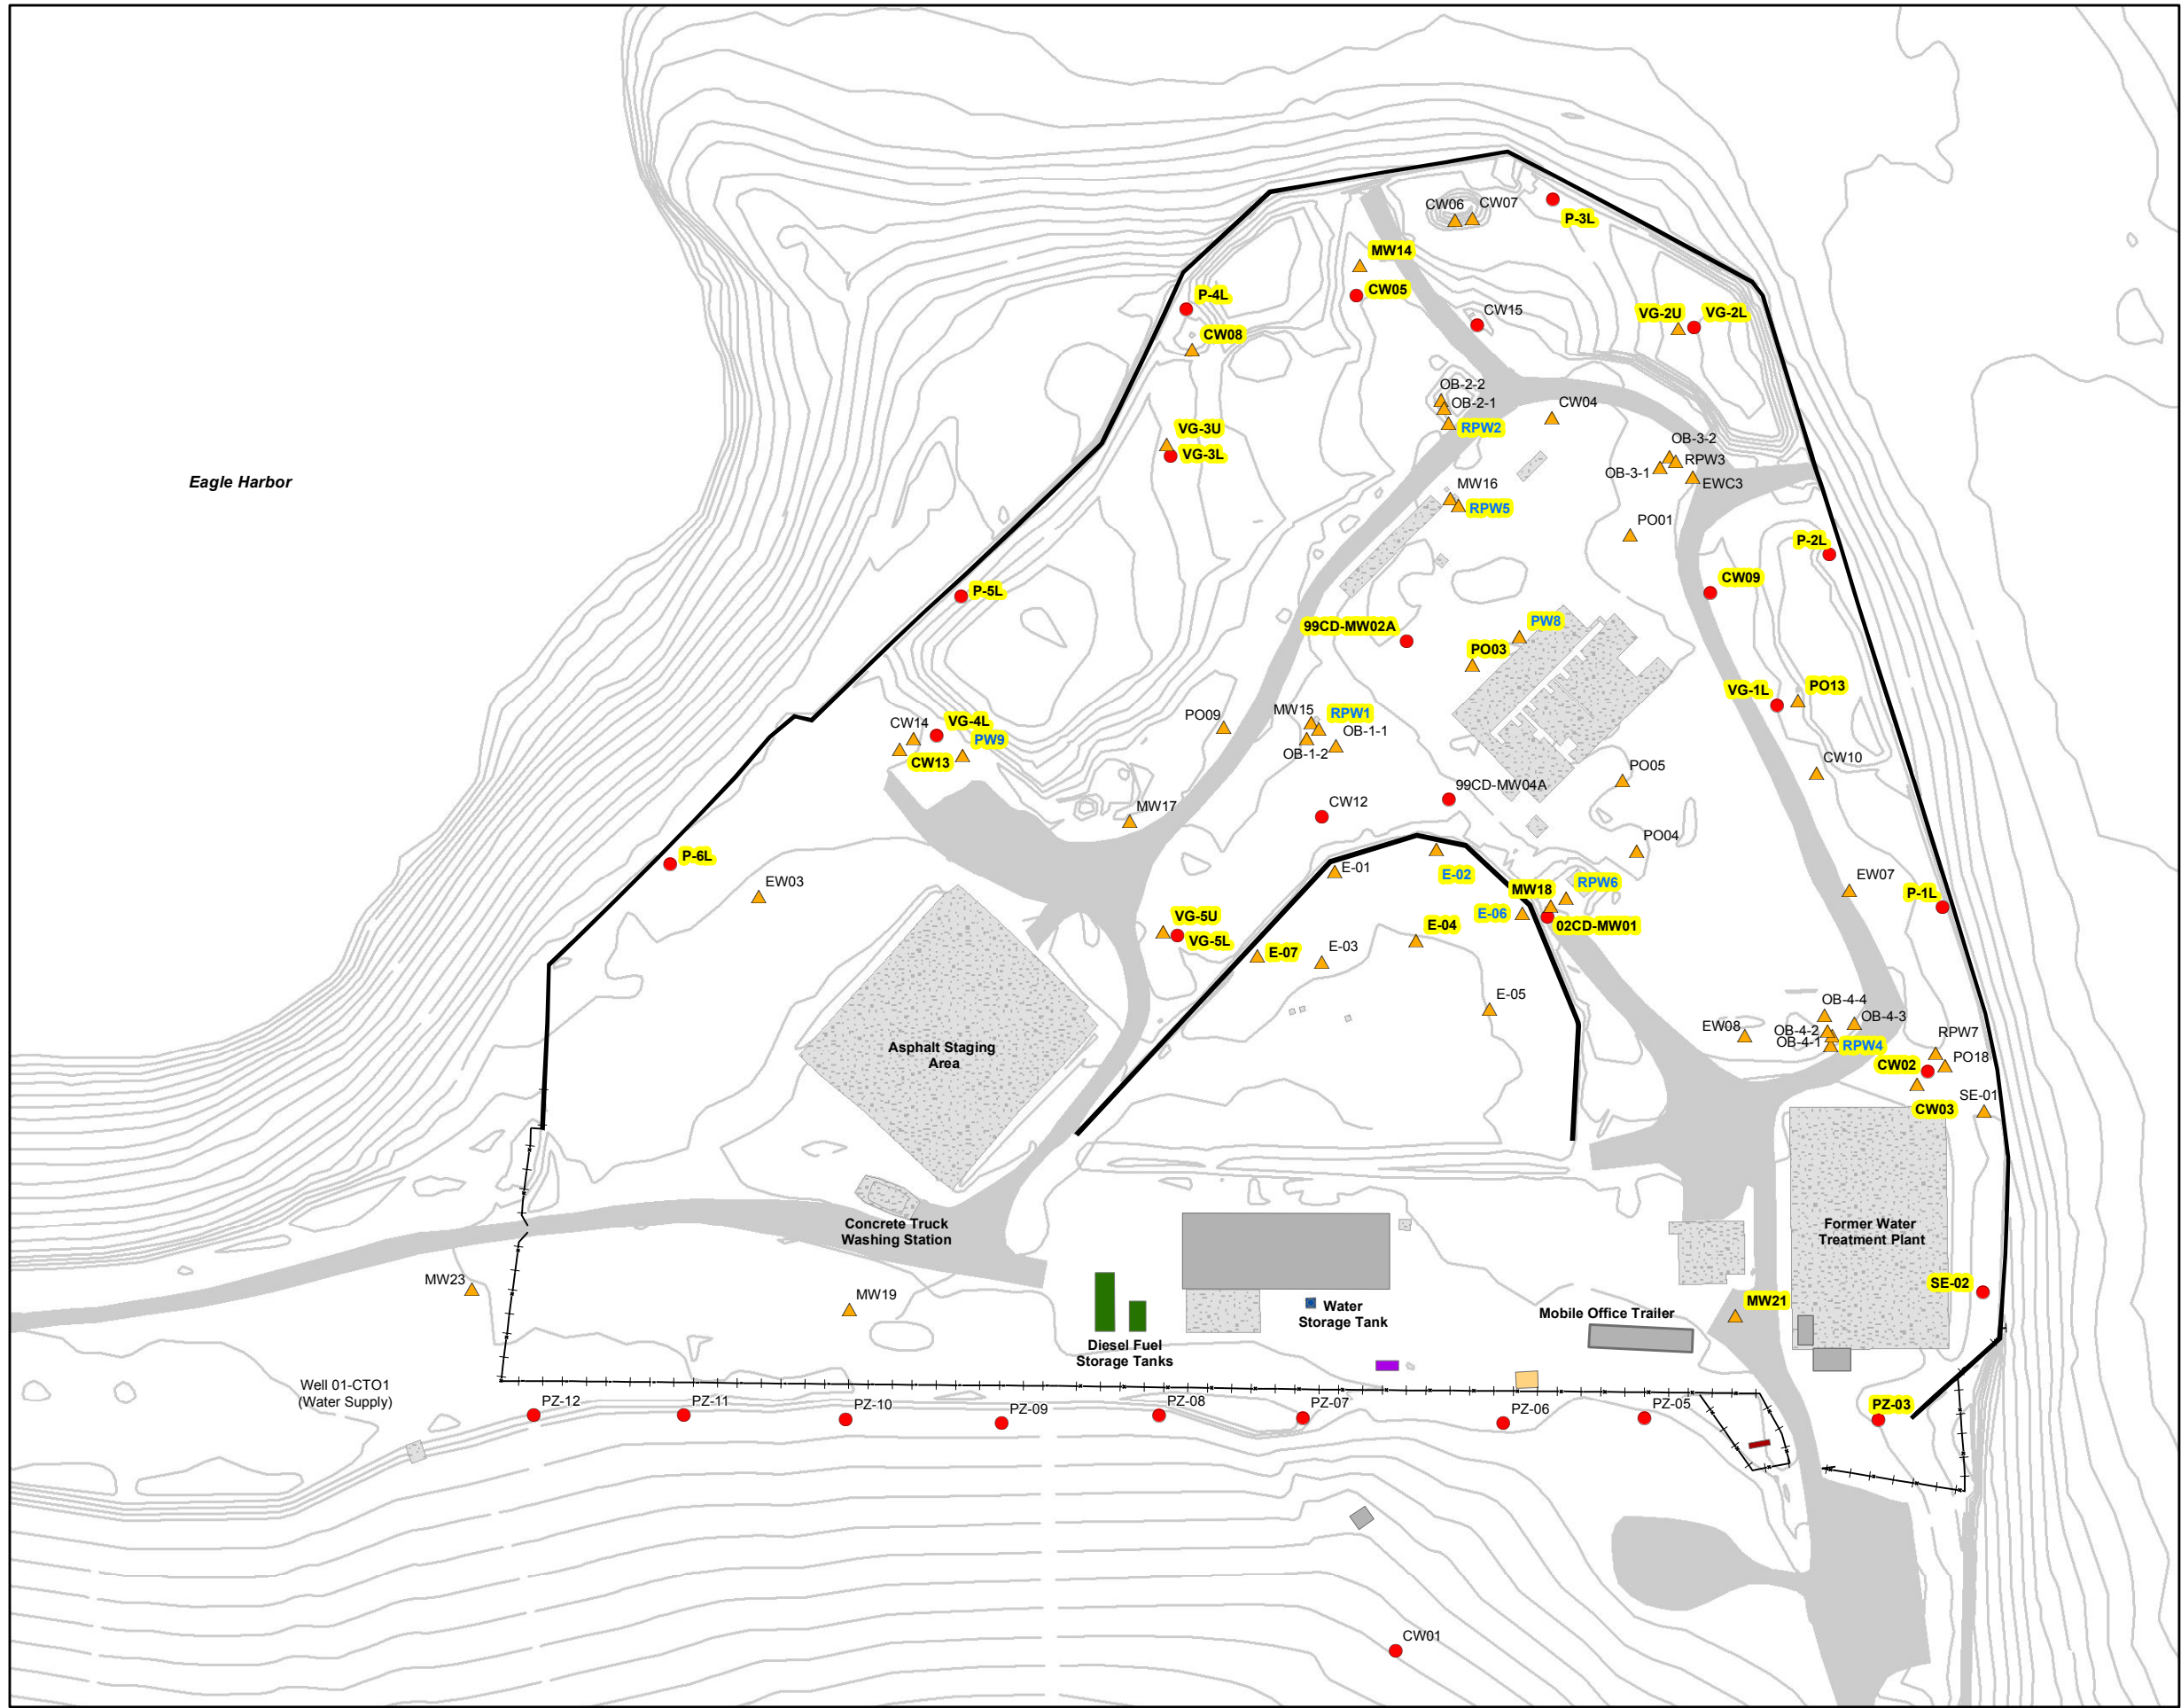 CW06
CW07
P-3L
MW14
CW05
P-4L
CW15
VG-2U
VG-2L
CW08
OB-2-2
OB-2-1
RPW2
CW04
VG-3U
VG-3L
OB-3-2
RPW3
OB-3-1
EWC3
Eagle Harbor
MW16
RPW5
PO01
P-2L
CW09
P-5L
99CD-MW02A
PW8
PO03
VG-1L
PO13
CW14
VG-4L
PW9
CW13
PO09
MW15
RPW1
OB-1-1
OB-1-2
CW10
PO05
99CD-MW04A
CW12
MW17
PO04
P-6L
EW03
E-01
E-02
MW18
RPW6
EW07
P-1L
E-06
02CD-MW01
VG-5U
VG-5L
E-04
E-07
E-03
E-05
OB-4-4
OB-4-3
EW08
OB-4-2
OB-4-1
RPW4
RPW7
PO18
CW02
SE-01
CW03
Asphalt Staging
Area
Concrete Truck
Washing Station
Former Water
Treatment Plant
MW23
MW19
SE-02
MW21
Water
Storage Tank
Mobile Office Trailer
Diesel Fuel
Storage Tanks
Well 01-CTO1
(Water Supply)
PZ-12
PZ-11
PZ-10
PZ-09
PZ-08
PZ-07
PZ-06
PZ-05
PZ-03
CW01